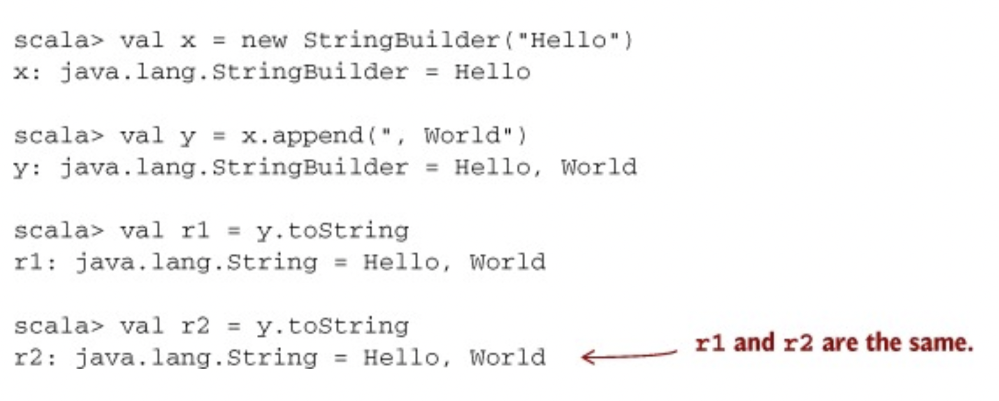 scala> val x = new StringBuilder("Hello")
x: java.lang.StringBuilder = Hello
scala> val y = x.append(", World")
y: java.lang.StringBuilder = Hello, World
scala> val r1 = y.toString
r1: java.lang.String = Hello, World
scala> val r2 = y.toString
r2: java.lang.String = Hello, World
r1 and r2 are the same.